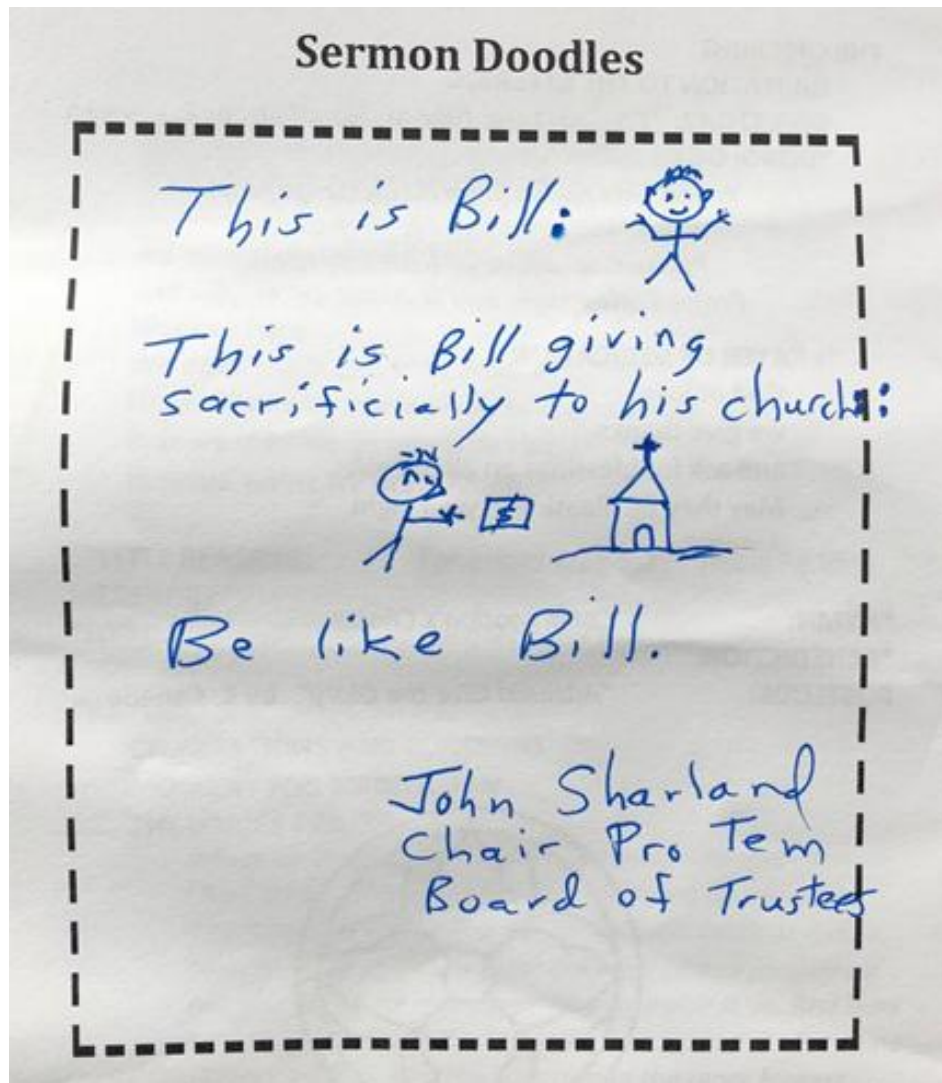 Sermon Doodles
This is Bill:
This is Bill giving
sacrificially to his church:
$
Be like Bill.
John Sharland
Chair Pro Tem
Board of Trustees